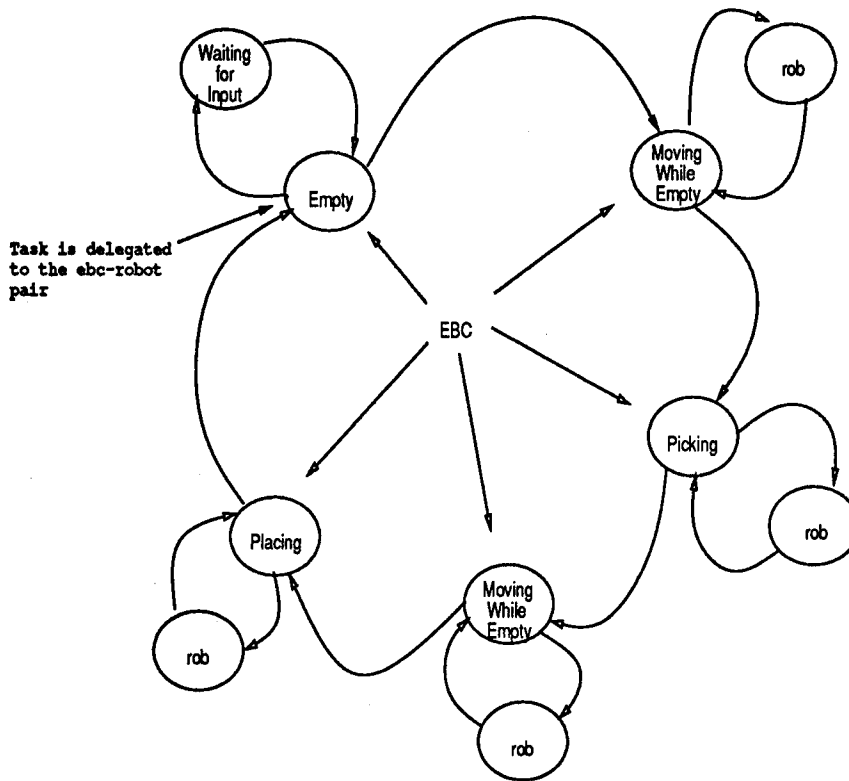 Waiting
for
Input
rob
Moving
While
Empty
Empty
Task is delegated
to the ebc-robot
pair
EBC
Picking
rob
Placing
Moving
While
Empty
rob
rob